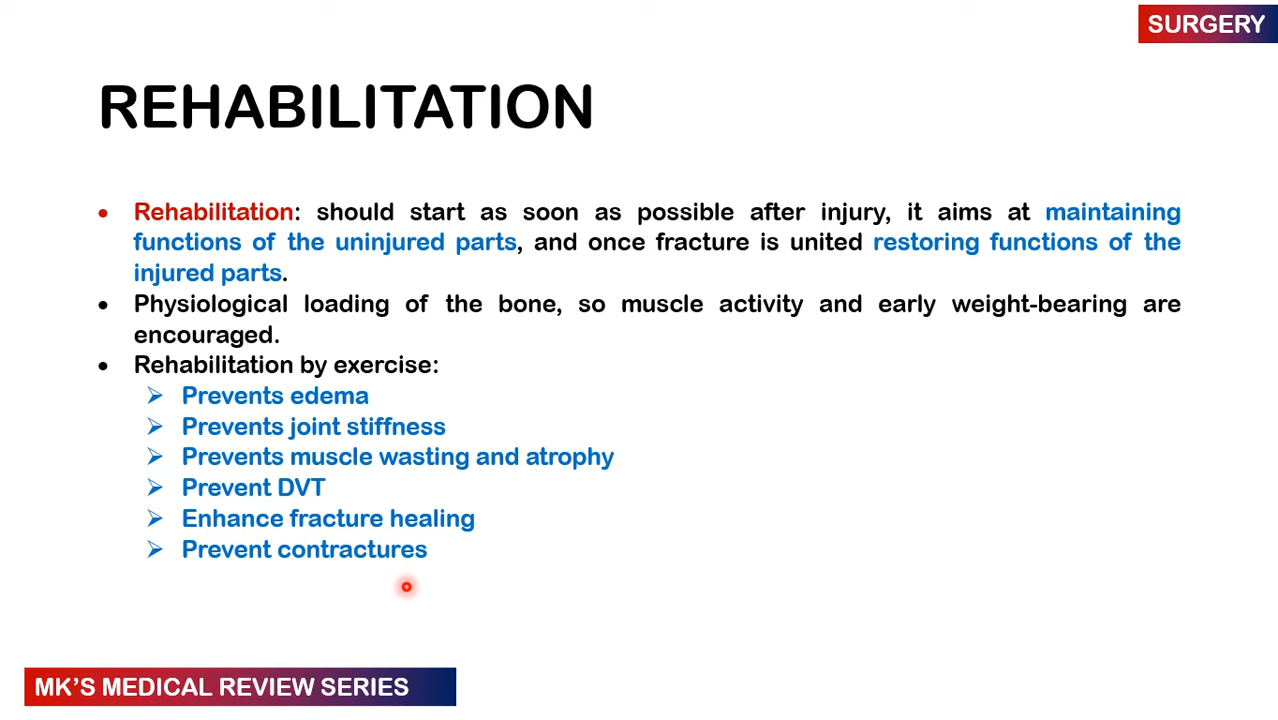 SURGERY
REHABILITATION
• Rehabilitation: should start as soon as possible after injury, it aims at maintaining
functions of the uninjured parts, and once fracture is united restoring functions of the
injured parts.
• Physiological loading of the bone, so muscle activity and early weight-bearing are
encouraged.
• Rehabilitation by exercise:
➢ Prevents edema
➢ Prevents joint stiffness
➢ Prevents muscle wasting and atrophy
➢ Prevent DVT
➢ Enhance fracture healing
➢ Prevent contractures
MK'S MEDICAL REVIEW SERIES